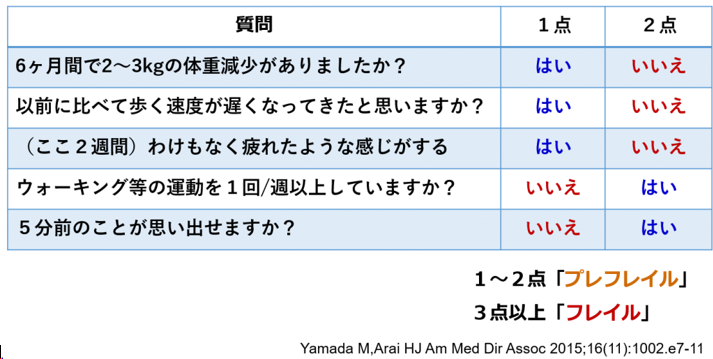 質問 1点 2点
6ヶ月間で2〜3kgの体重減少がありましたか？ はい いいえ
以前に比べて歩く速度が遅くなってきたと思いますか？ はい いいえ
（ここ２週間）わけもなく疲れたような感じがする はい いいえ
ウォーキング等の運動を１回/週以上していますか？ いいえ はい
５分前のことが思い出せますか？ いいえ はい
１〜２点「プレフレイル」
３点以上「フレイル」
Yamada M,Arai HJ Am Med Dir Assoc 2015;16(11):1002.e7-11